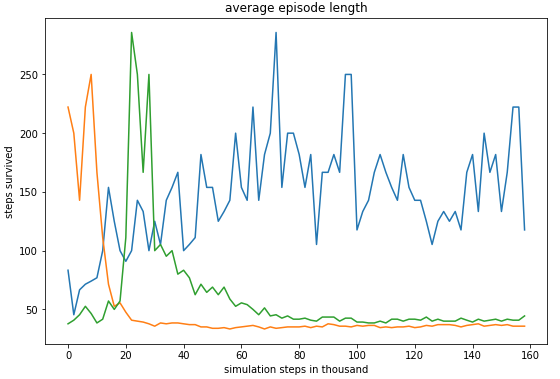 average episode length
steps survived
250
200
150
100
50
0 20 40 60 80 100 120 140 160
simulation steps in thousand